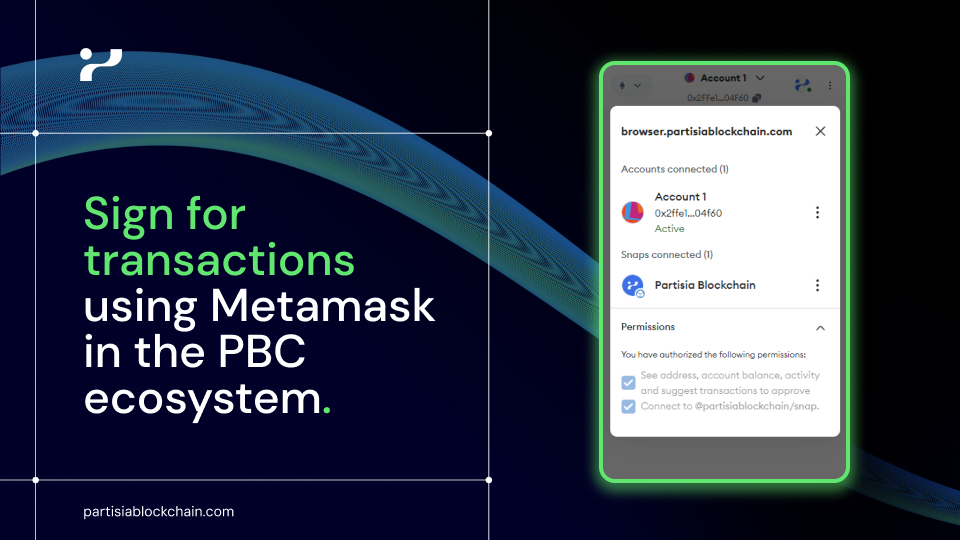 Sign for
transactions
using Metamask
in the PBC
ecosystem.
partisiablockchain.com
Account 1
0x2FFe1...04F60
browser.partisiablockchain.com
Accounts connected (1)
Account 1
0x2ffe1...04f60
Active
Snaps connected (1)
Partisia Blockchain
Permissions
You have authorized the following permissions:
See address, account balance, activity
and suggest transactions to approve
Connect to @partisiablockchain/snap.